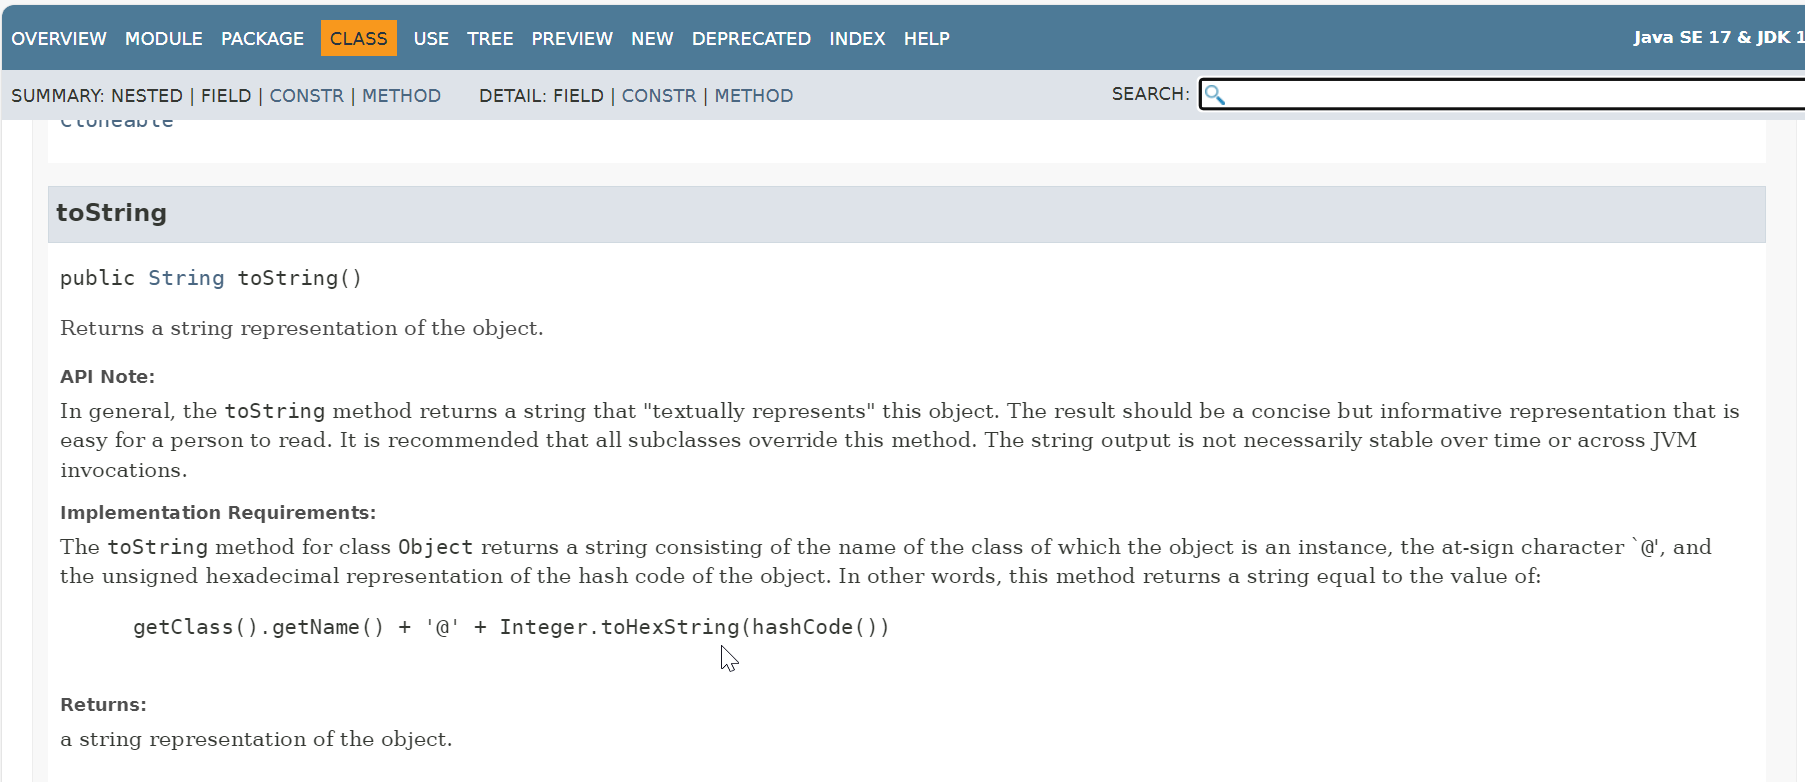 OVERVIEW MODULE PACKAGE CLASS USE TREE PREVIEW NEW DEPRECATED INDEX HELP Java SE 17 & JDK 1
SUMMARY: NESTED | FIELD | CONSTR | METHOD DETAIL: FIELD | CONSTR | METHOD SEARCH:
Cloneable
toString
public String toString()
Returns a string representation of the object.
API Note:
In general, the toString method returns a string that "textually represents" this object. The result should be a concise but informative representation that is
easy for a person to read. It is recommended that all subclasses override this method. The string output is not necessarily stable over time or across JVM
invocations.
Implementation Requirements:
The toString method for class Object returns a string consisting of the name of the class of which the object is an instance, the at-sign character `@', and
the unsigned hexadecimal representation of the hash code of the object. In other words, this method returns a string equal to the value of:
getClass().getName() + '@' + Integer.toHexString(hashCode())
Returns:
a string representation of the object.